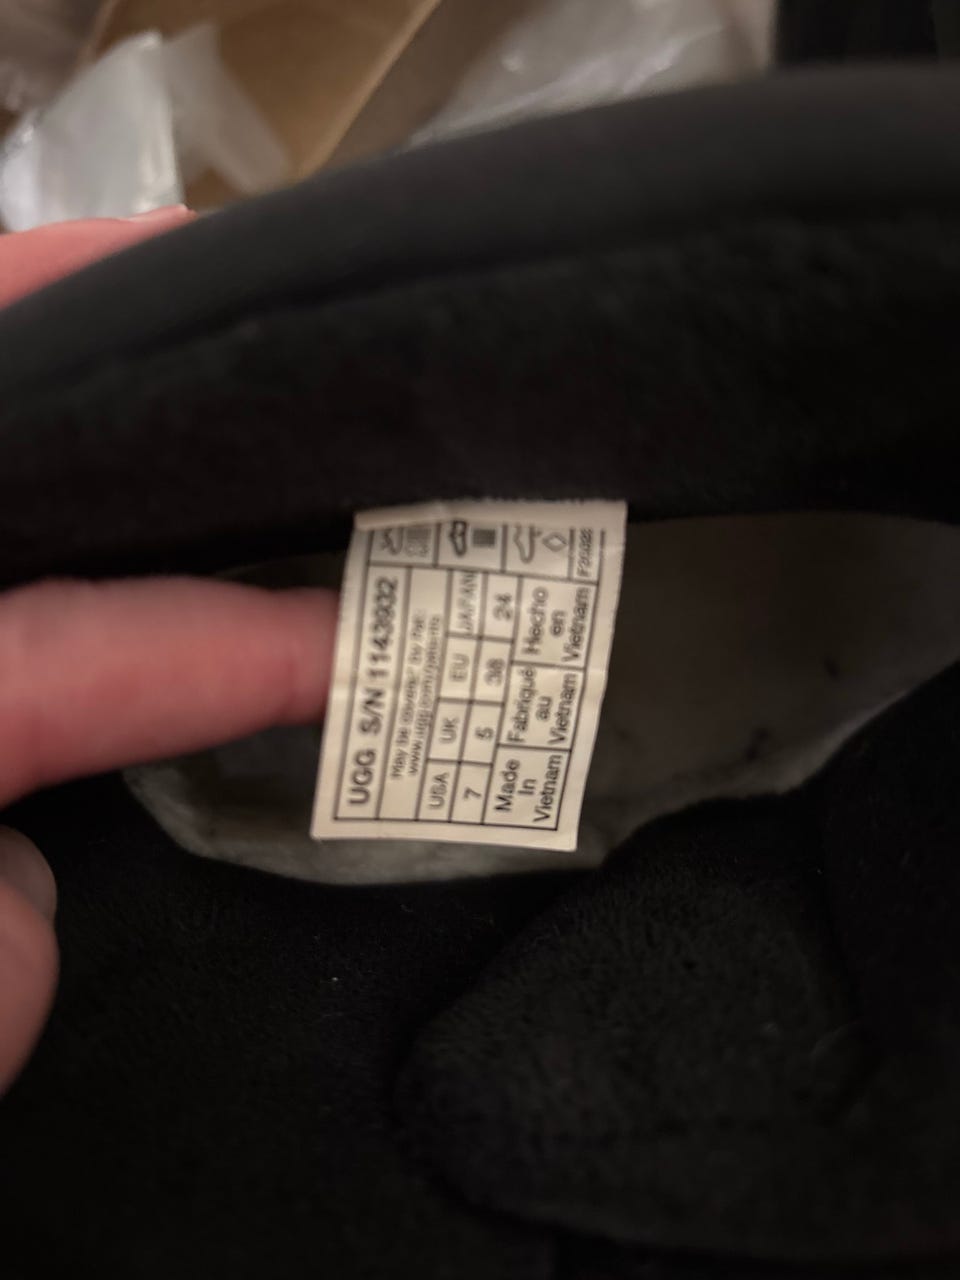 UGG S/N 1143932
May be covered by Pat:
www.ugg.com/patents
USA UK EU JAPAN
7 5 38 24
Made In Vietnam
Fabriqué au Vietnam
Hecho en Vietnam